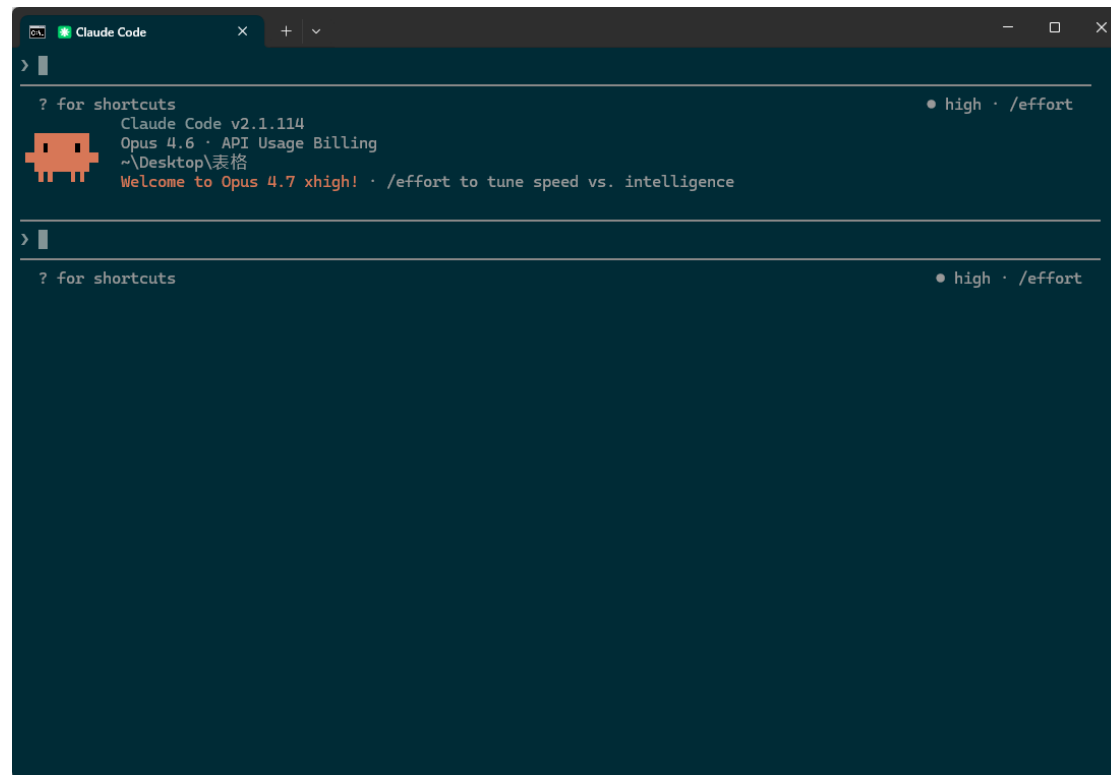 Claude Code
❯
? for shortcuts ● high · /effort
Claude Code v2.1.114
Opus 4.6 · API Usage Billing
~\Desktop\表格
Welcome to Opus 4.7 xhigh! · /effort to tune speed vs. intelligence
❯
? for shortcuts ● high · /effort